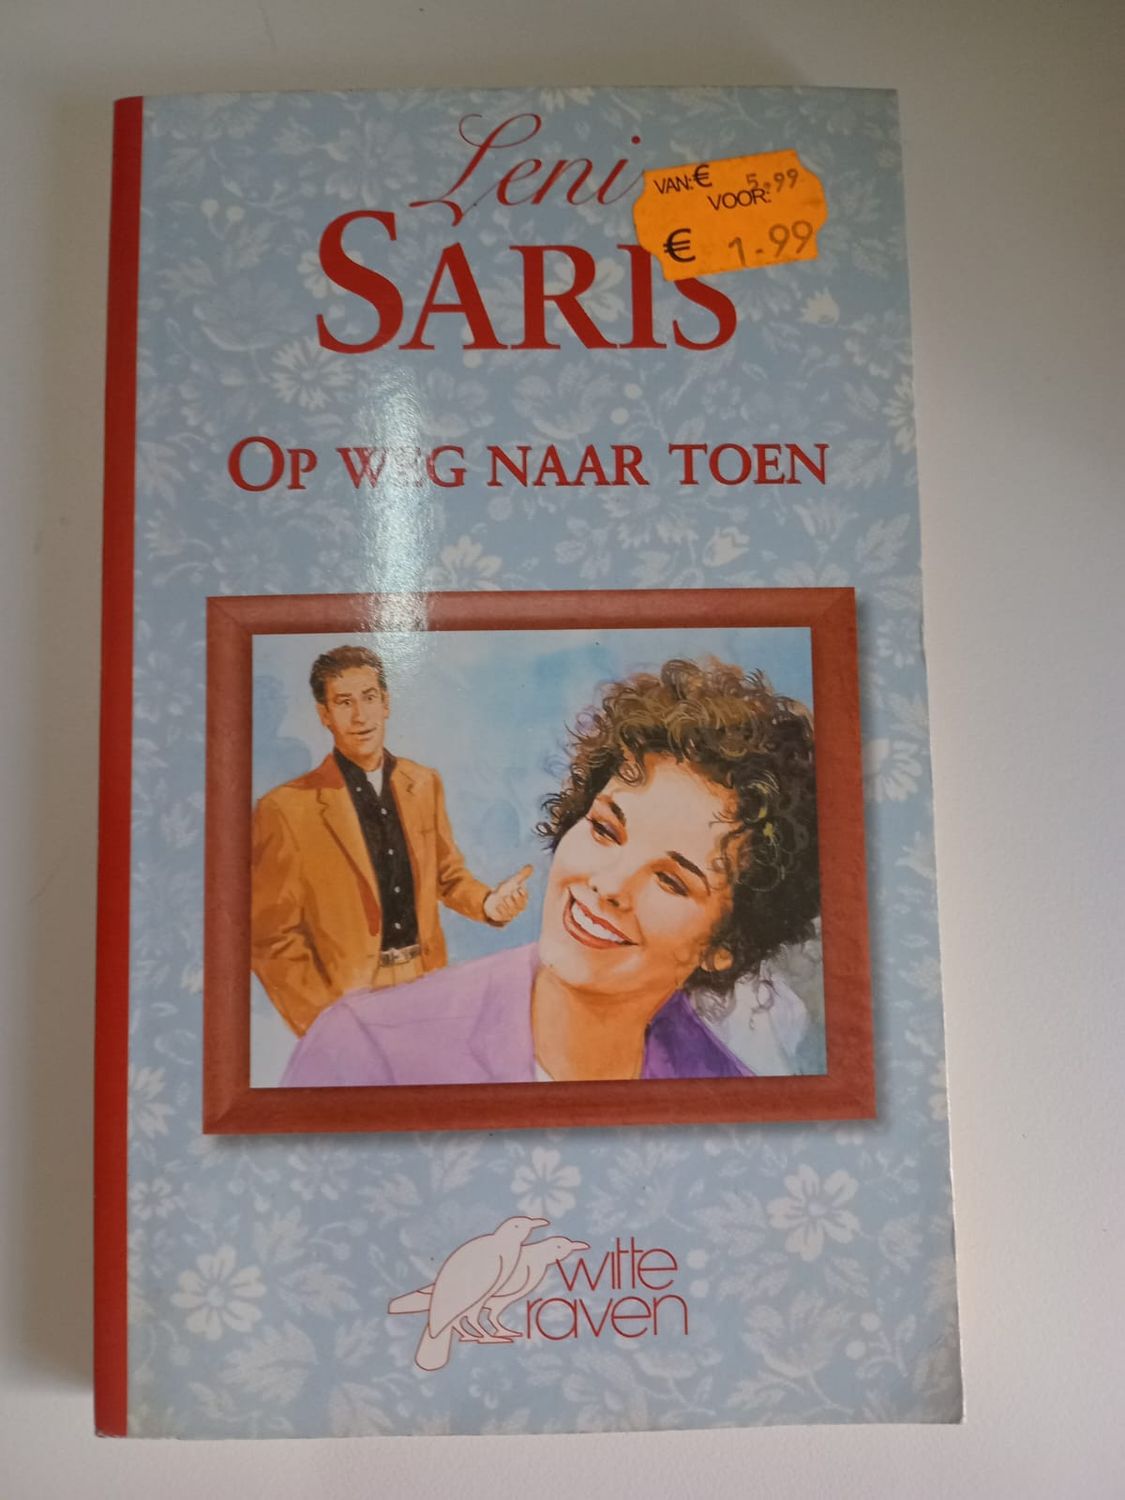 Leni
SARIS
VAN:€ 5.99
VOOR:
€ 1-99
OP WEG NAAR TOEN
witte
raven